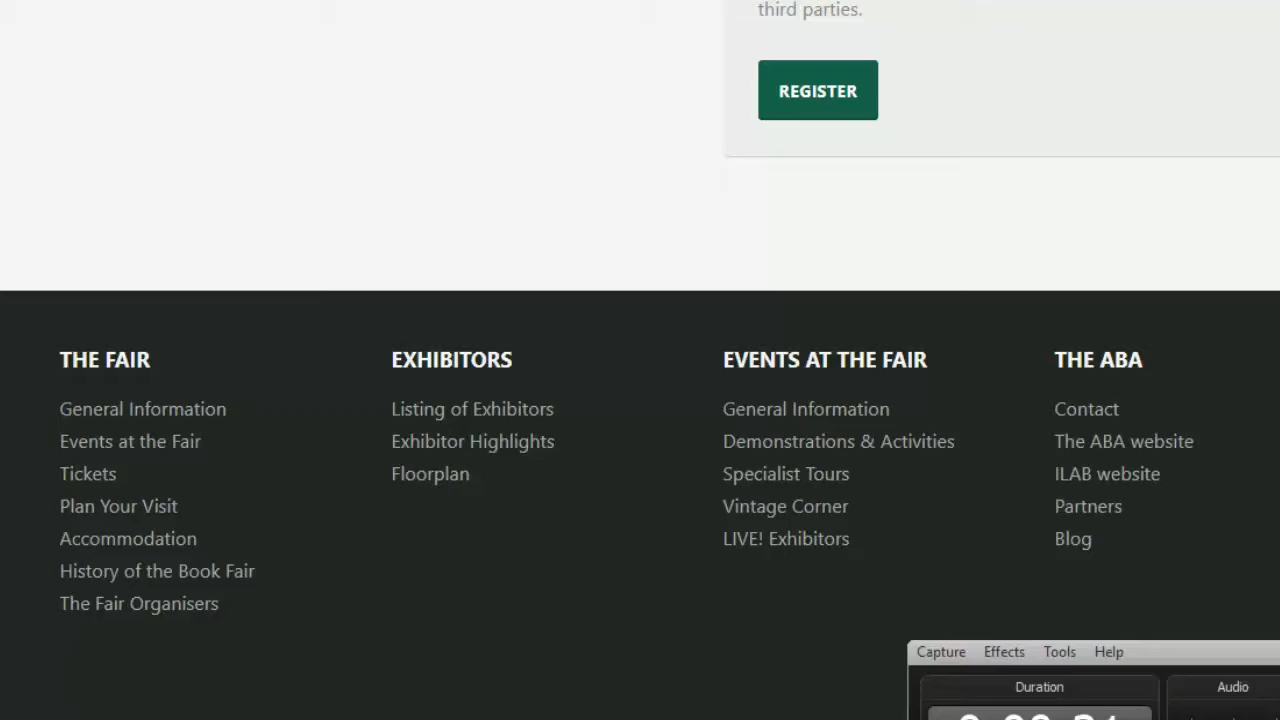 third parties.
REGISTER
THE FAIR
General Information
Events at the Fair
Tickets
Plan Your Visit
Accommodation
History of the Book Fair
The Fair Organisers
EXHIBITORS
Listing of Exhibitors
Exhibitor Highlights
Floorplan
EVENTS AT THE FAIR
General Information
Demonstrations & Activities
Specialist Tours
Vintage Corner
LIVE! Exhibitors
THE ABA
Contact
The ABA website
ILAB website
Partners
Blog
Capture Effects Tools Help
Duration Audio